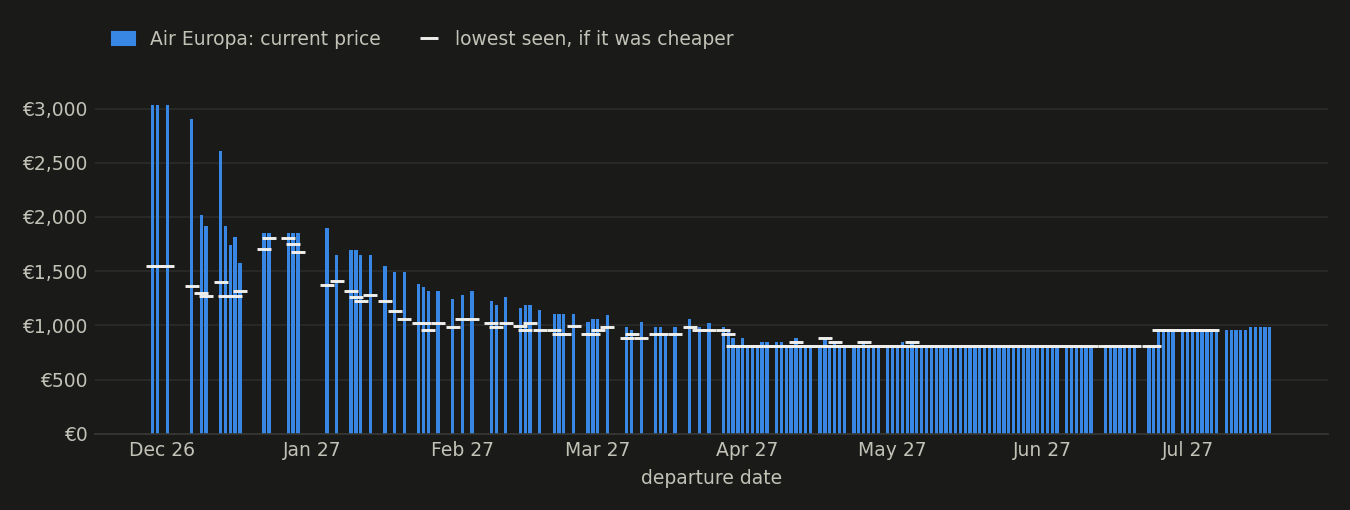 Air Europa: current price
lowest seen, if it was cheaper
€3,000
€2,500
€2,000
€1,500
€1,000
€500
€0
Dec 26 Jan 27 Feb 27 Mar 27 Apr 27 May 27 Jun 27 Jul 27
departure date